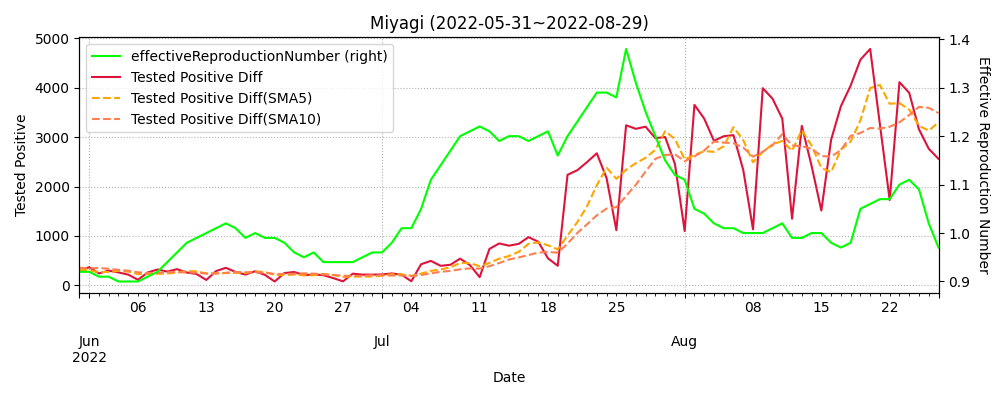 Miyagi (2022-05-31~2022-08-29)
effectiveReproductionNumber (right)
Tested Positive Diff
Tested Positive Diff(SMA5)
Tested Positive Diff(SMA10)
Tested Positive
5000
4000
3000
2000
1000
0
Effective Reproduction Number
1.4
1.3
1.2
1.1
1.0
0.9
06 13 20 27 04 11 18 25 08 15 22
Jun Jul Aug
2022
Date